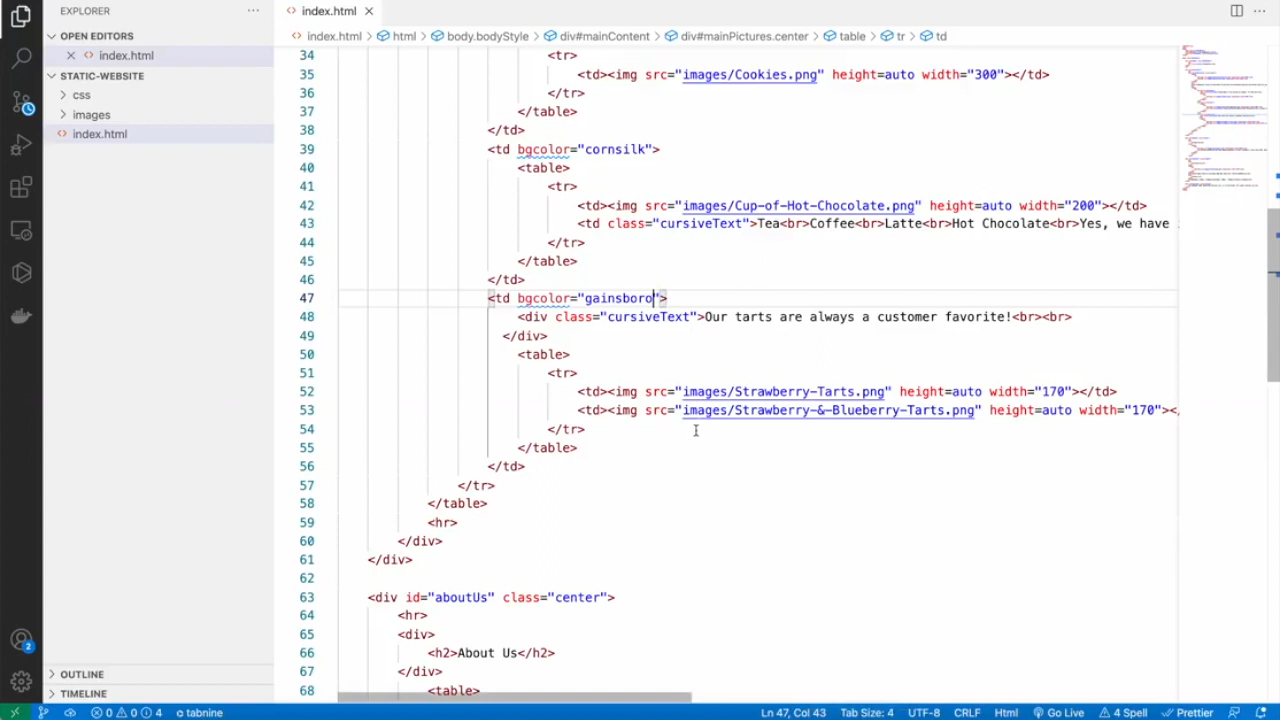 EXPLORER ···
OPEN EDITORS
index.html
STATIC-WEBSITE
css
images
index.html
OUTLINE
TIMELINE
index.html
index.html > html > body.bodyStyle > div#mainContent > div#mainPictures.center > table > tr > td
34 <tr>
35 <td><img src="images/Cookies.png" height=auto width="300"></td>
36 </tr>
37 </table>
38 </td>
39 <td bgcolor="cornsilk">
40 <table>
41 <tr>
42 <td><img src="images/Cup-of-Hot-Chocolate.png" height=auto width="200"></td>
43 <td class="cursiveText">Tea<br>Coffee<br>Latte<br>Hot Chocolate<br>Yes, we have
44 </tr>
45 </table>
46 </td>
47 <td bgcolor="gainsboro">
48 <div class="cursiveText">Our tarts are always a customer favorite!<br><br>
49 </div>
50 <table>
51 <tr>
52 <td><img src="images/Strawberry-Tarts.png" height=auto width="170"></td>
53 <td><img src="images/Strawberry-&-Blueberry-Tarts.png" height=auto width="170"><
54 </tr>
55 </table>
56 </td>
57 </tr>
58 </table>
59 <hr>
60 </div>
61 </div>
62
63 <div id="aboutUs" class="center">
64 <hr>
65 <div>
66 <h2>About Us</h2>
67 </div>
68 <table>
2
0 0 4 tabnine Ln 47, Col 43 Tab Size: 4 UTF-8 CRLF Html Go Live 4 Spell Prettier